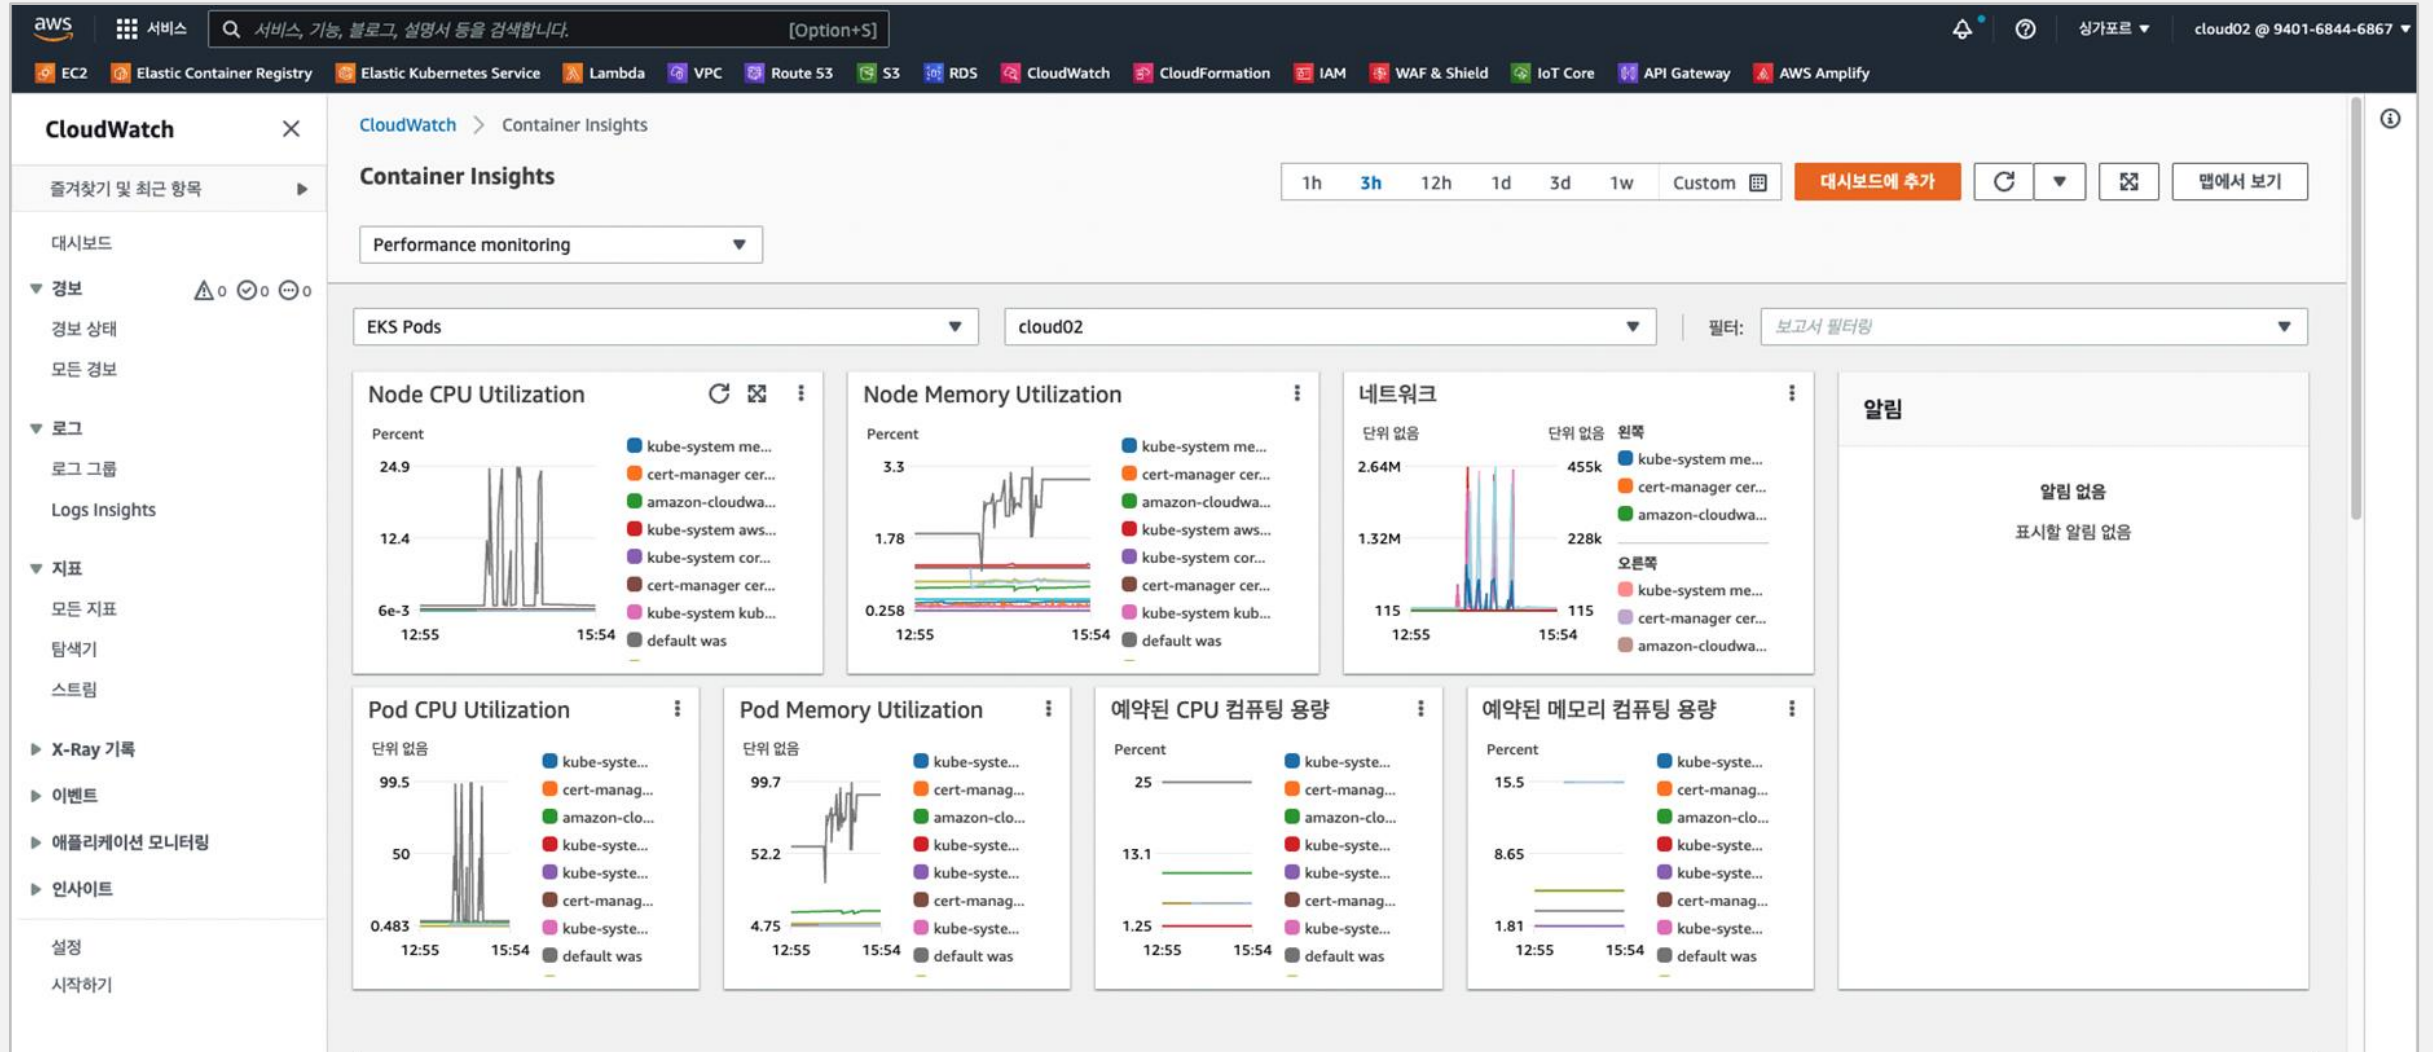 aws
서비스
서비스, 기능, 블로그, 설명서 등을 검색합니다.
[Option+S]
싱가포르
cloud02 @ 9401-6844-6867
EC2
Elastic Container Registry
Elastic Kubernetes Service
Lambda
VPC
Route 53
S3
RDS
CloudWatch
CloudFormation
IAM
WAF & Shield
IoT Core
API Gateway
AWS Amplify
CloudWatch
즐겨찾기 및 최근 항목
대시보드
경보
0
0
0
경보 상태
모든 경보
로그
로그 그룹
Logs Insights
지표
모든 지표
탐색기
스트림
X-Ray 기록
이벤트
애플리케이션 모니터링
인사이트
설정
시작하기
CloudWatch
Container Insights
Container Insights
1h
3h
12h
1d
3d
1w
Custom
대시보드에 추가
맵에서 보기
Performance monitoring
EKS Pods
cloud02
필터:
보고서 필터링
Node CPU Utilization
Percent
24.9
12.4
6e-3
12:55
15:54
kube-system me...
cert-manager cer...
amazon-cloudwa...
kube-system aws...
kube-system cor...
cert-manager cer...
kube-system kub...
default was
Node Memory Utilization
Percent
3.3
1.78
0.258
12:55
15:54
kube-system me...
cert-manager cer...
amazon-cloudwa...
kube-system aws...
kube-system cor...
cert-manager cer...
kube-system kub...
default was
네트워크
단위 없음
단위 없음
2.64M
455k
1.32M
228k
115
115
12:55
15:54
왼쪽
kube-system me...
cert-manager cer...
amazon-cloudwa...
오른쪽
kube-system me...
cert-manager cer...
amazon-cloudwa...
알림
알림 없음
표시할 알림 없음
Pod CPU Utilization
단위 없음
99.5
50
0.483
12:55
15:54
kube-syste...
cert-manag...
amazon-clo...
kube-syste...
kube-syste...
cert-manag...
kube-syste...
default was
Pod Memory Utilization
단위 없음
99.7
52.2
4.75
12:55
15:54
kube-syste...
cert-manag...
amazon-clo...
kube-syste...
kube-syste...
cert-manag...
kube-syste...
default was
예약된 CPU 컴퓨팅 용량
Percent
25
13.1
1.25
12:55
15:54
kube-syste...
cert-manag...
amazon-clo...
kube-syste...
kube-syste...
cert-manag...
kube-syste...
default was
예약된 메모리 컴퓨팅 용량
Percent
15.5
8.65
1.81
12:55
15:54
kube-syste...
cert-manag...
amazon-clo...
kube-syste...
kube-syste...
cert-manag...
kube-syste...
default was